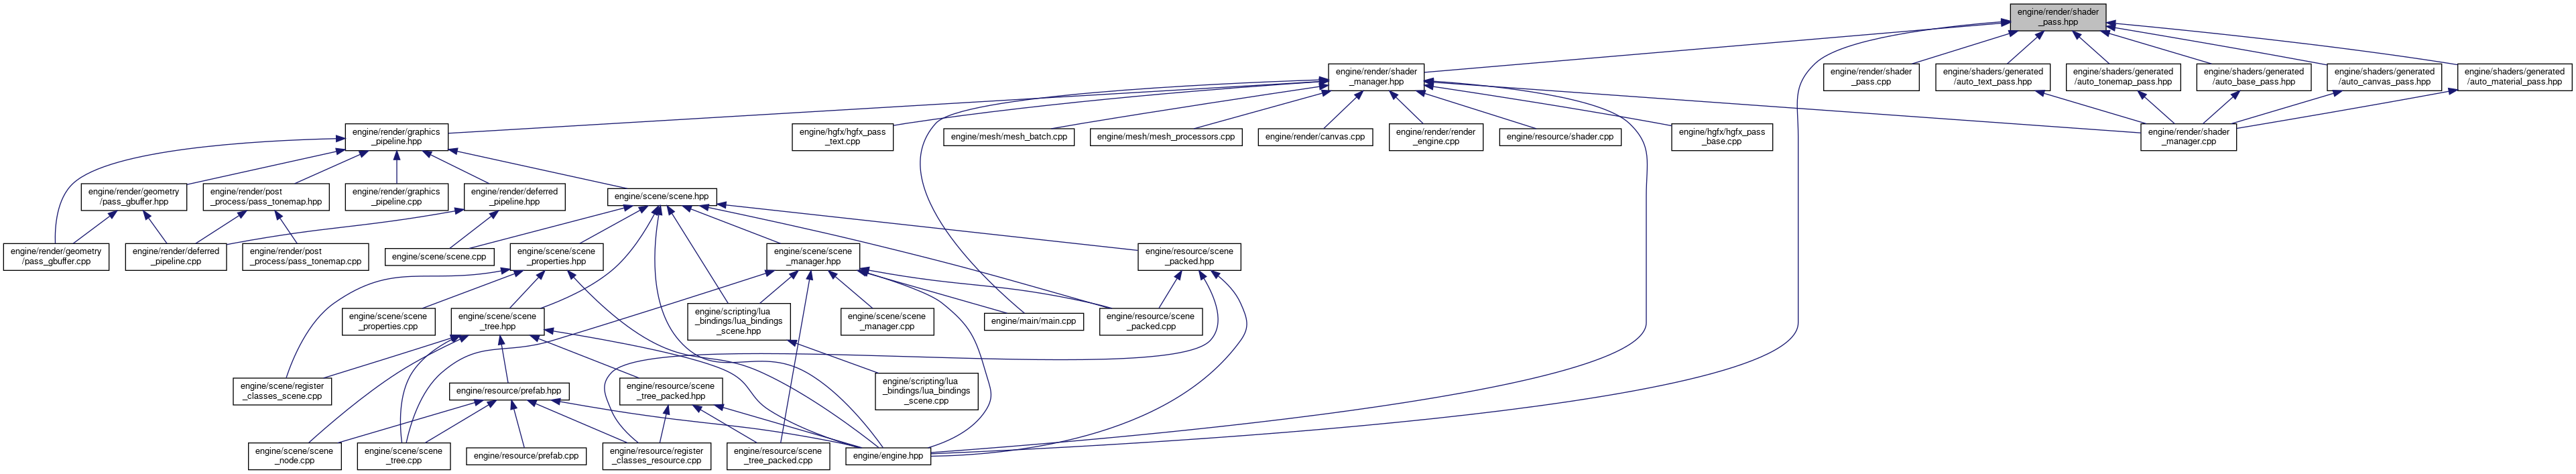 engine/render/shader
_pass.hpp
engine/render/shader
_manager.hpp
engine/render/shader
_pass.cpp
engine/shaders/generated
/auto_text_pass.hpp
engine/shaders/generated
/auto_tonemap_pass.hpp
engine/shaders/generated
/auto_base_pass.hpp
engine/shaders/generated
/auto_canvas_pass.hpp
engine/shaders/generated
/auto_material_pass.hpp
engine/render/graphics
_pipeline.hpp
engine/hgfx/hgfx_pass
_text.cpp
engine/mesh/mesh_batch.cpp
engine/mesh/mesh_processors.cpp
engine/render/canvas.cpp
engine/render/render
_engine.cpp
engine/resource/shader.cpp
engine/hgfx/hgfx_pass
_base.cpp
engine/render/shader
_manager.cpp
engine/render/geometry
/pass_gbuffer.hpp
engine/render/post
_process/pass_tonemap.hpp
engine/render/graphics
_pipeline.cpp
engine/render/deferred
_pipeline.hpp
engine/scene/scene.hpp
engine/render/geometry
/pass_gbuffer.cpp
engine/render/deferred
_pipeline.cpp
engine/render/post
_process/pass_tonemap.cpp
engine/scene/scene.cpp
engine/scene/scene
_properties.hpp
engine/scene/scene
_manager.hpp
engine/resource/scene
_packed.hpp
engine/scene/scene
_properties.cpp
engine/scene/scene
_tree.hpp
engine/scripting/lua
_bindings/lua_bindings
_scene.hpp
engine/scene/scene
_manager.cpp
engine/main/main.cpp
engine/resource/scene
_packed.cpp
engine/scene/register
_classes_scene.cpp
engine/resource/prefab.hpp
engine/resource/scene
_tree_packed.hpp
engine/scripting/lua
_bindings/lua_bindings
_scene.cpp
engine/scene/scene
_node.cpp
engine/scene/scene
_tree.cpp
engine/resource/prefab.cpp
engine/resource/register
_classes_resource.cpp
engine/resource/scene
_tree_packed.cpp
engine/engine.hpp